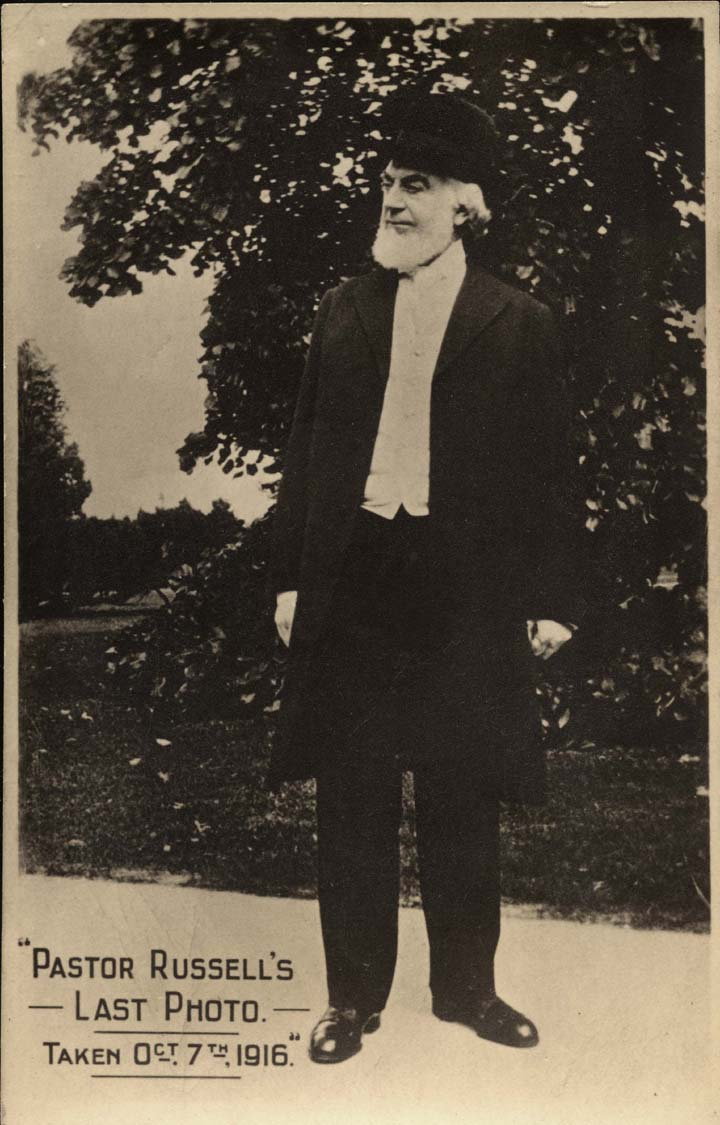 "PASTOR RUSSELL'S
— LAST PHOTO. —
TAKEN OCT. 7TH, 1916."